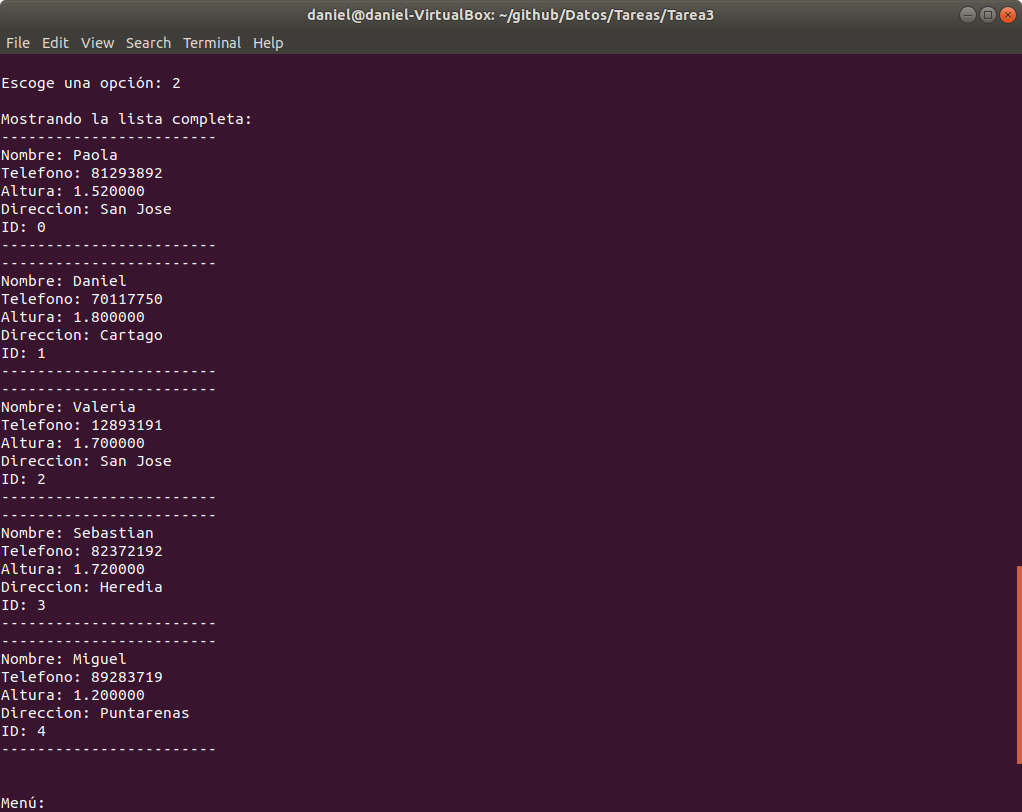 daniel@daniel-VirtualBox: ~/github/Datos/Tareas/Tarea3
File Edit View Search Terminal Help
Escoge una opción: 2
Mostrando la lista completa:
------------------------
Nombre: Paola
Telefono: 81293892
Altura: 1.520000
Direccion: San Jose
ID: 0
------------------------
------------------------
Nombre: Daniel
Telefono: 70117750
Altura: 1.800000
Direccion: Cartago
ID: 1
------------------------
------------------------
Nombre: Valeria
Telefono: 12893191
Altura: 1.700000
Direccion: San Jose
ID: 2
------------------------
------------------------
Nombre: Sebastian
Telefono: 82372192
Altura: 1.720000
Direccion: Heredia
ID: 3
------------------------
------------------------
Nombre: Miguel
Telefono: 89283719
Altura: 1.200000
Direccion: Puntarenas
ID: 4
------------------------
Menú: